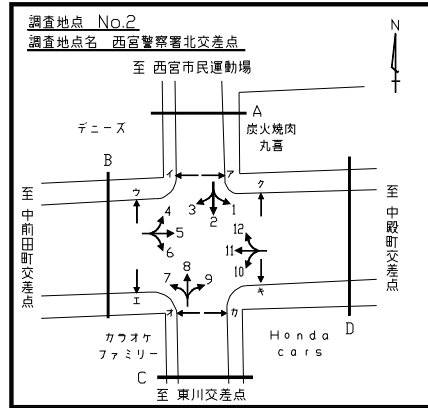 調査地点 No.2
調査地点名 西宮警察署北交差点
至 西宮市民運動場
N
A
デニーズ
炭火焼肉
丸喜
B
イ
ア
ウ
ク
至 中前田町交差点
至 中殿町交差点
4
3
2
1
12
5
11
6
10
7
8
9
エ
キ
オ
カ
カラオケ
ファミリー
Honda
cars
D
C
至 東川交差点